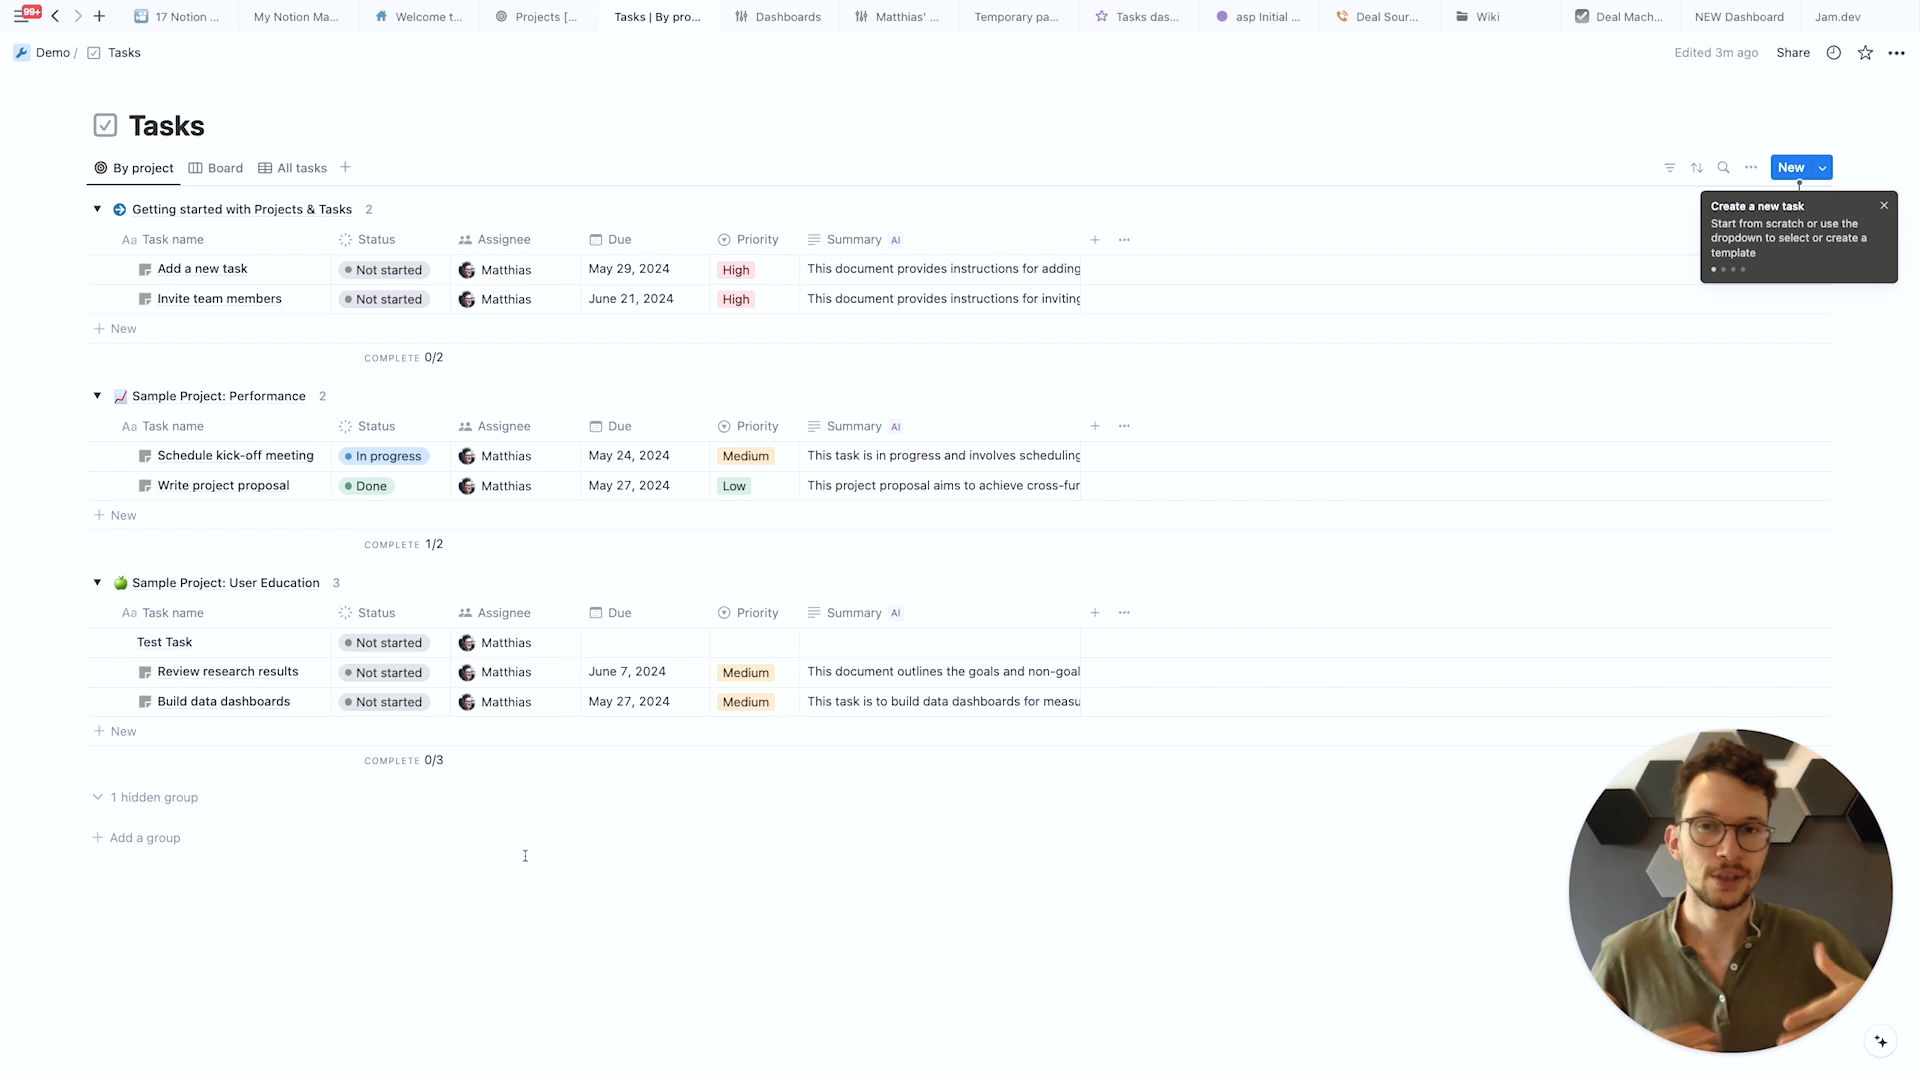 99+
17 Notion ...
My Notion Ma...
Welcome t...
Projects [...
Tasks | By pro...
Dashboards
Matthias' ...
Temporary pa...
Tasks das...
asp Initial ...
Deal Sour...
Wiki
Deal Mach...
NEW Dashboard
Jam.dev
Demo / Tasks
Edited 3m ago
Share
Tasks
By project
Board
All tasks
New
Create a new task
Start from scratch or use the
dropdown to select or create a
template
Getting started with Projects & Tasks 2
Aa Task name Status Assignee Due Priority Summary AI
Add a new task Not started Matthias May 29, 2024 High This document provides instructions for adding
Invite team members Not started Matthias June 21, 2024 High This document provides instructions for inviting
+ New
COMPLETE 0/2
Sample Project: Performance 2
Aa Task name Status Assignee Due Priority Summary AI
Schedule kick-off meeting In progress Matthias May 24, 2024 Medium This task is in progress and involves scheduling
Write project proposal Done Matthias May 27, 2024 Low This project proposal aims to achieve cross-fur
+ New
COMPLETE 1/2
Sample Project: User Education 3
Aa Task name Status Assignee Due Priority Summary AI
Test Task Not started Matthias
Review research results Not started Matthias June 7, 2024 Medium This document outlines the goals and non-goal
Build data dashboards Not started Matthias May 27, 2024 Medium This task is to build data dashboards for measu
+ New
COMPLETE 0/3
1 hidden group
+ Add a group